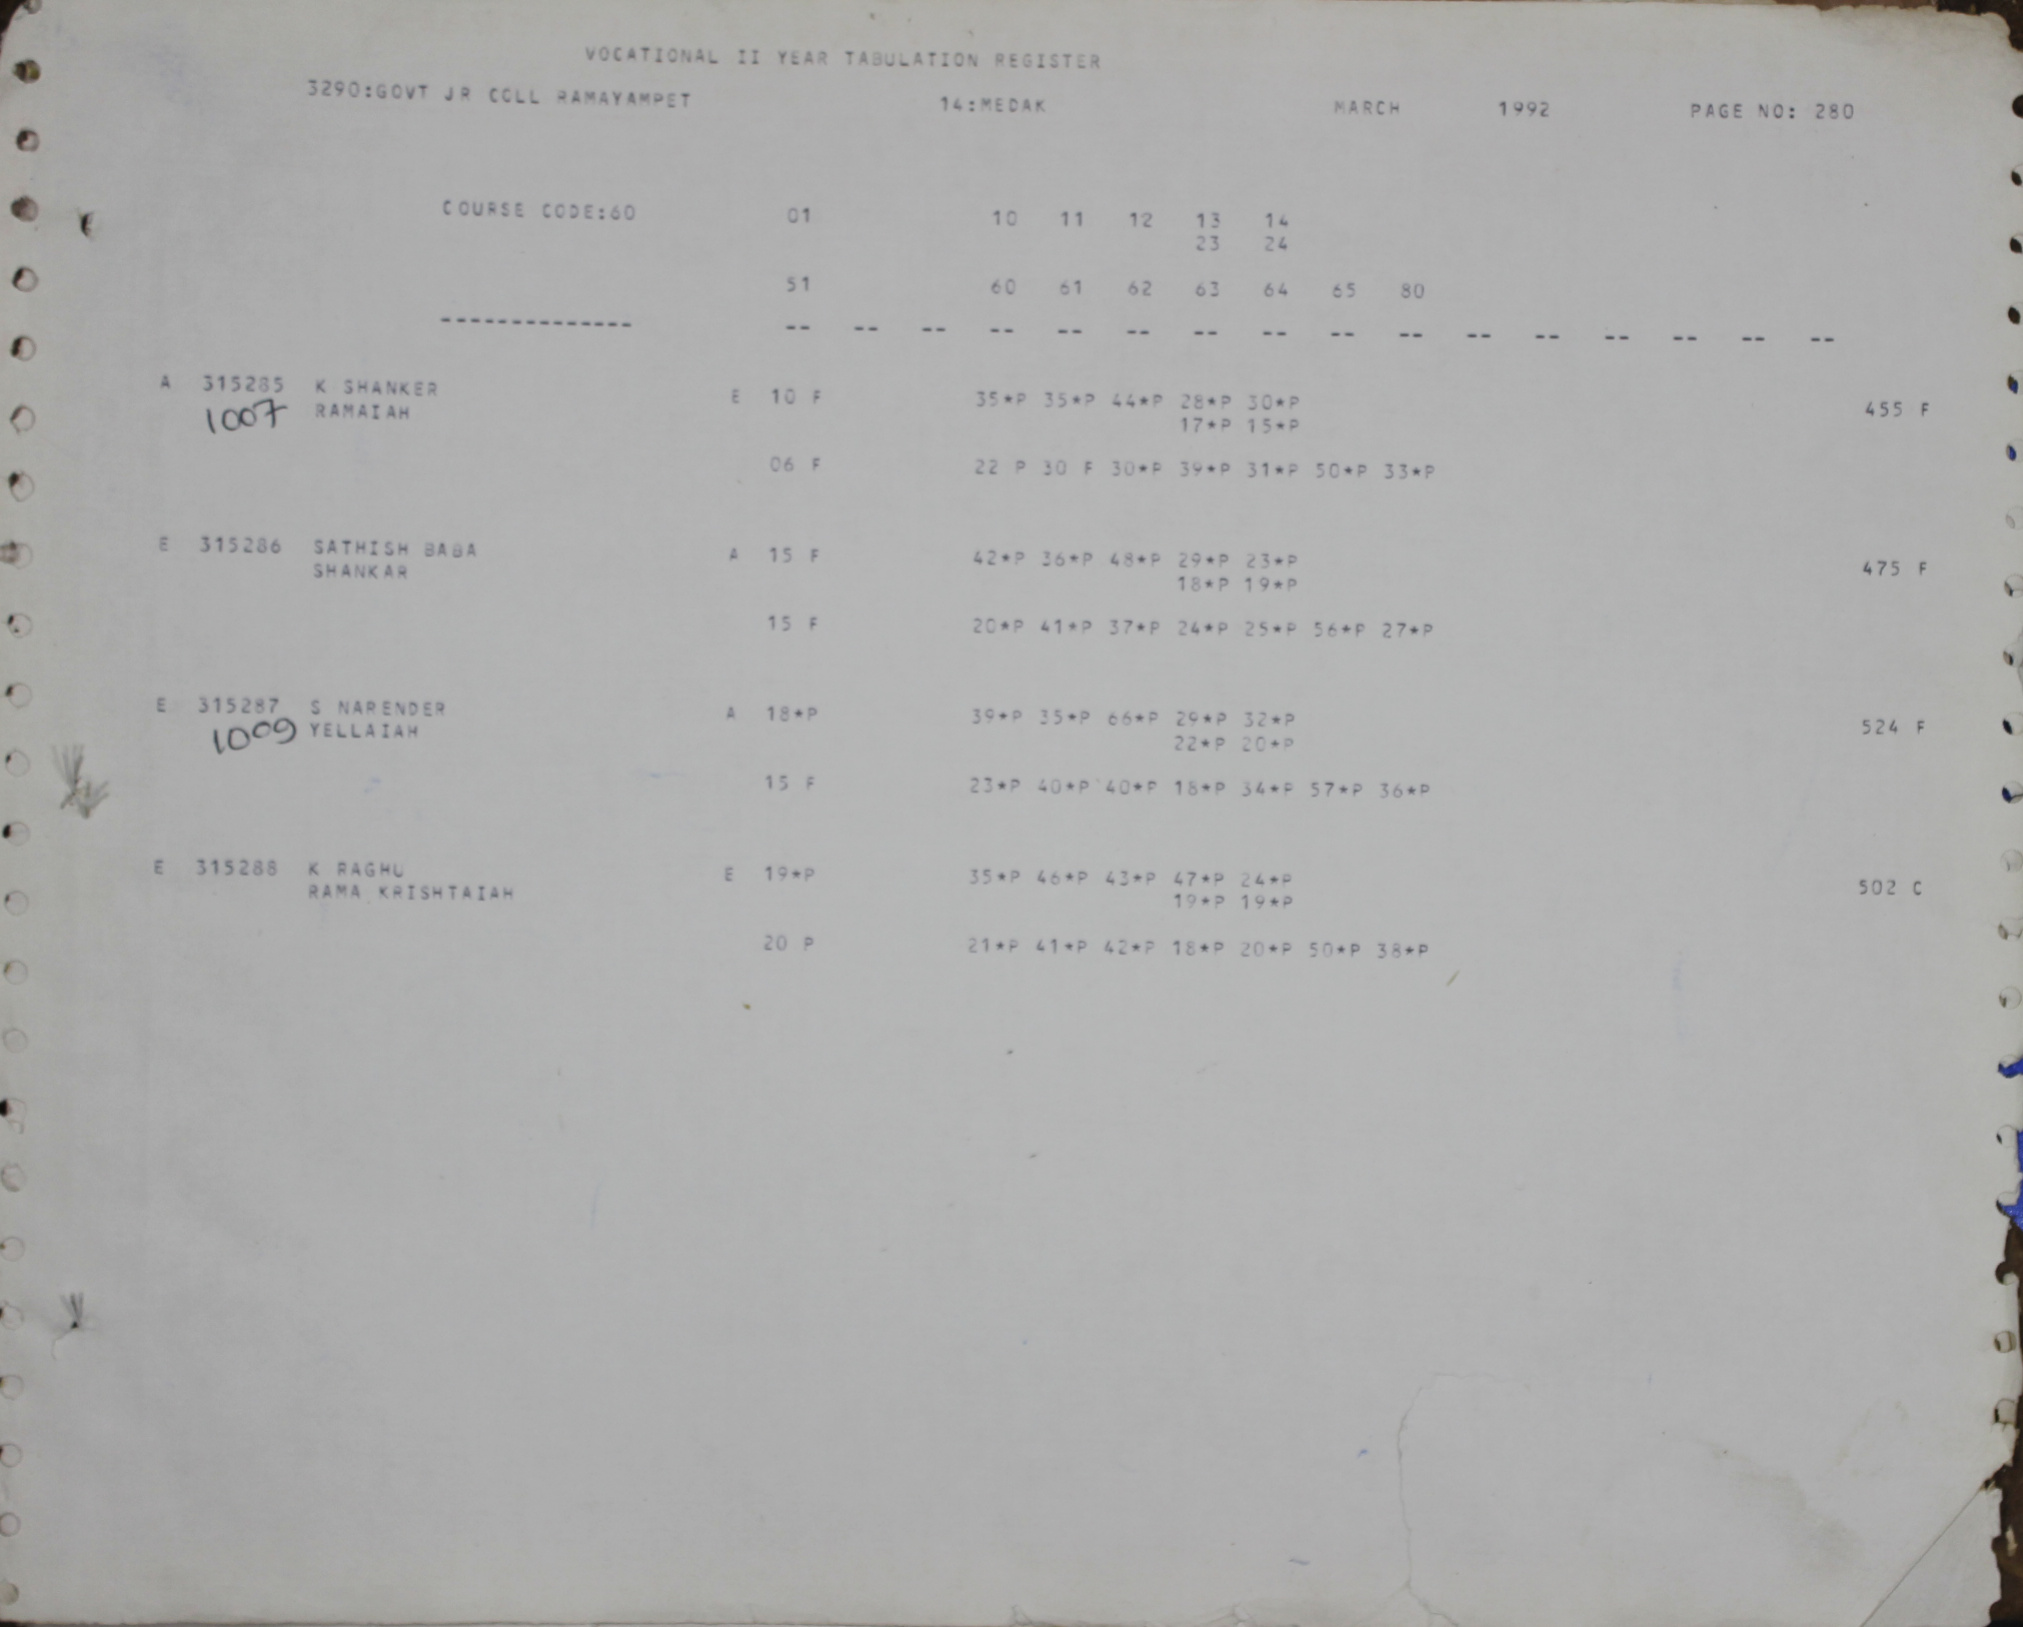 VOCATIONAL II YEAR TABULATION REGISTER
3290:GOVT JR COLL RAMAYAMPET 14:MEDAK MARCH 1992 PAGE NO: 280
COURSE CODE:60 01 10 11 12 13 14
23 24
51 60 61 62 63 64 65 80
-------------- -- -- -- -- -- -- -- -- -- -- -- -- -- -- -- --
A 315285 K SHANKER E 10 F 35*P 35*P 44*P 28*P 30*P 455 F
1007 RAMAIAH 17*P 15*P
06 F 22 P 30 F 30*P 39*P 31*P 50*P 33*P
E 315286 SATHISH BABA A 15 F 42*P 36*P 48*P 29*P 23*P 475 F
SHANKAR 18*P 19*P
15 F 20*P 41*P 37*P 24*P 25*P 56*P 27*P
E 315287 S NARENDER A 18*P 39*P 35*P 66*P 29*P 32*P 524 F
1009 YELLAIAH 22*P 20*P
15 F 23*P 40*P 40*P 18*P 34*P 57*P 36*P
E 315288 K RAGHU E 19*P 35*P 46*P 43*P 47*P 24*P 502 C
RAMA KRISHTAIAH 19*P 19*P
20 P 21*P 41*P 42*P 18*P 20*P 50*P 38*P